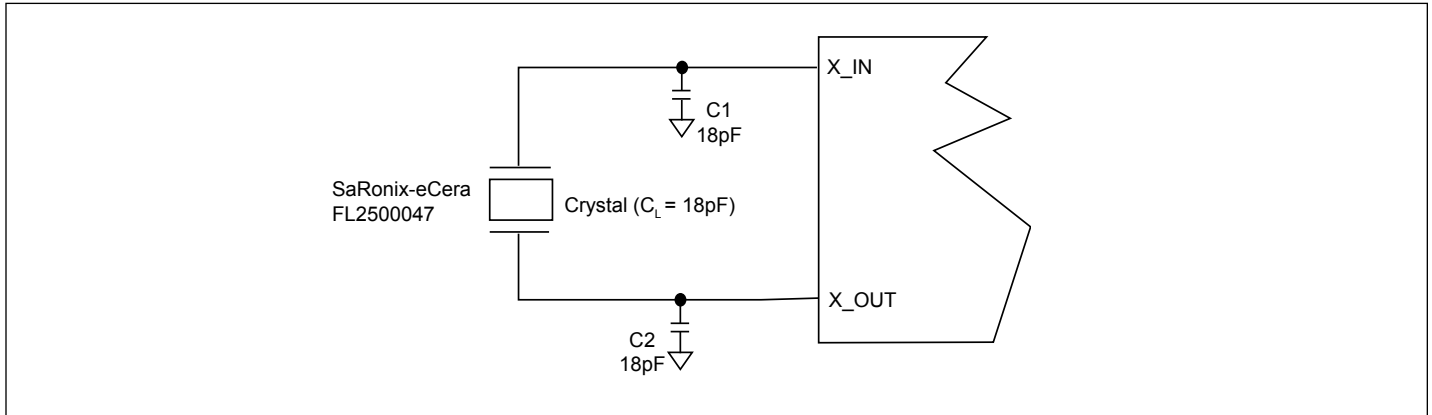 X_IN
C1
18pF
SaRonix-eCera
FL2500047
Crystal (C_L = 18pF)
X_OUT
C2
18pF